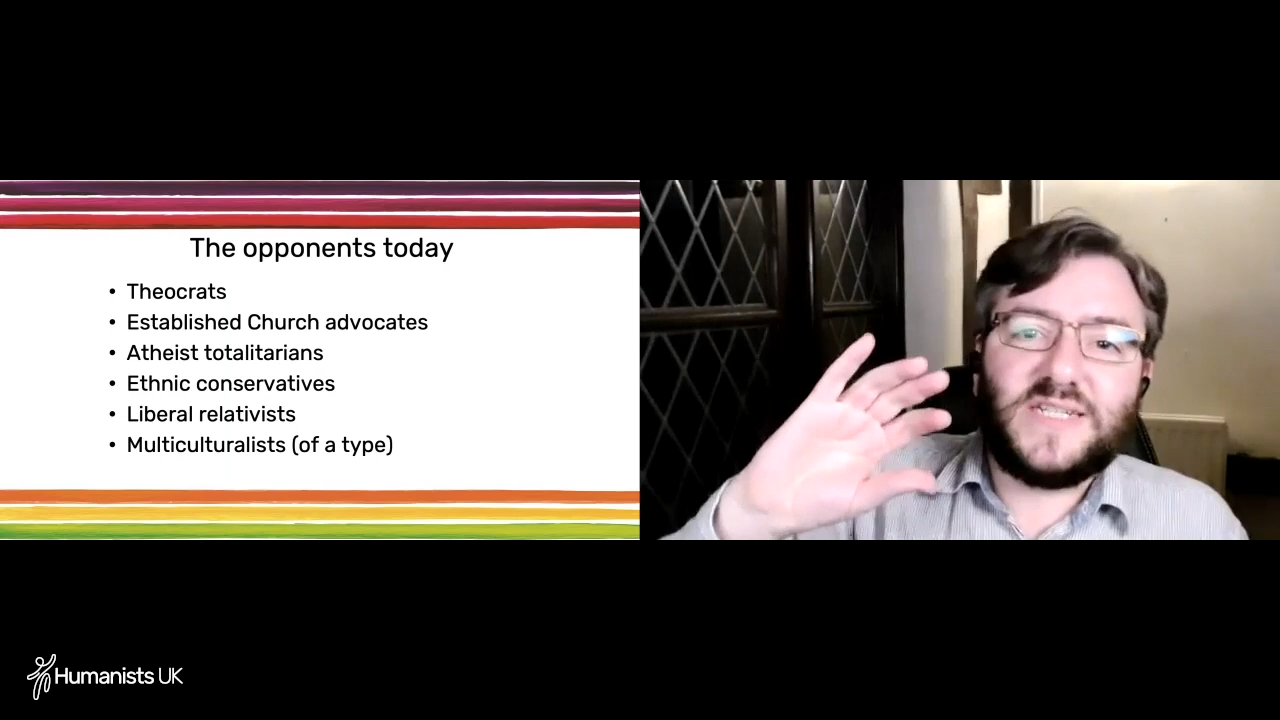 The opponents today
• Theocrats
• Established Church advocates
• Atheist totalitarians
• Ethnic conservatives
• Liberal relativists
• Multiculturalists (of a type)
Humanists UK